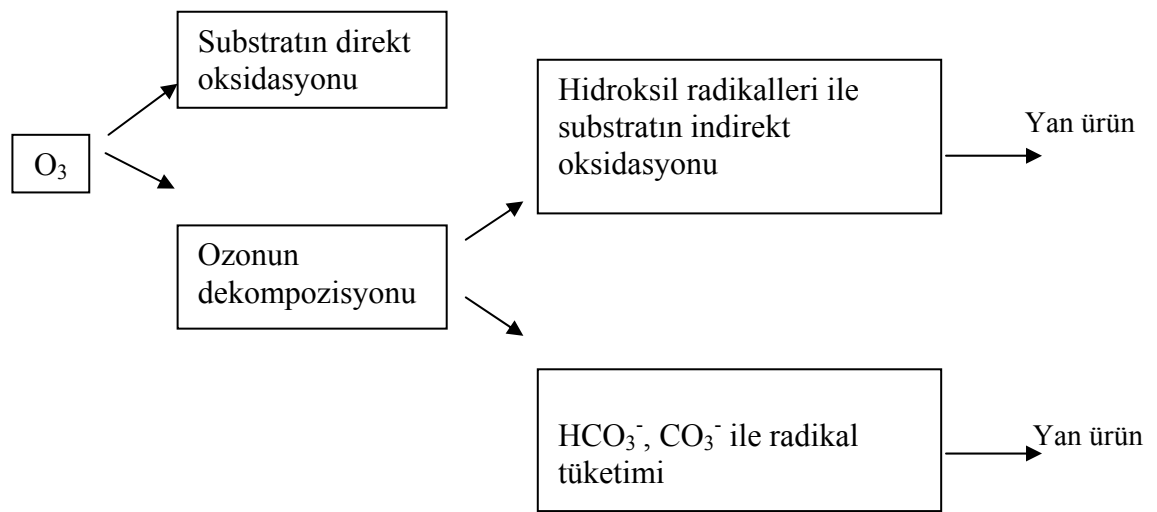 O₃
Substratın direkt
oksidasyonu
Ozonun
dekompozisyonu
Hidroksil radikalleri ile
substratın indirekt
oksidasyonu
Yan ürün
HCO₃⁻, CO₃⁻ ile radikal
tüketimi
Yan ürün